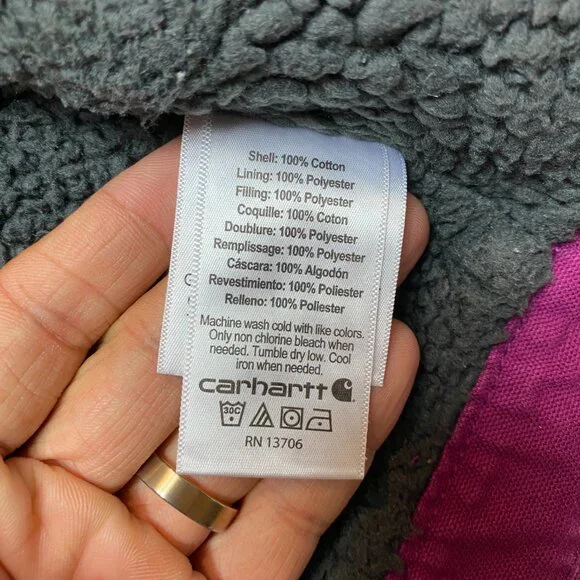 Shell: 100% Cotton
Lining: 100% Polyester
Filling: 100% Polyester
Coquille: 100% Coton
Doublure: 100% Polyester
Remplissage: 100% Polyester
Cáscara: 100% Algodón
Revestimiento: 100% Poliester
Relleno: 100% Poliester
Machine wash cold with like colors.
Only non chlorine bleach when
needed. Tumble dry low. Cool
iron when needed.
carhartt
30C
RN 13706